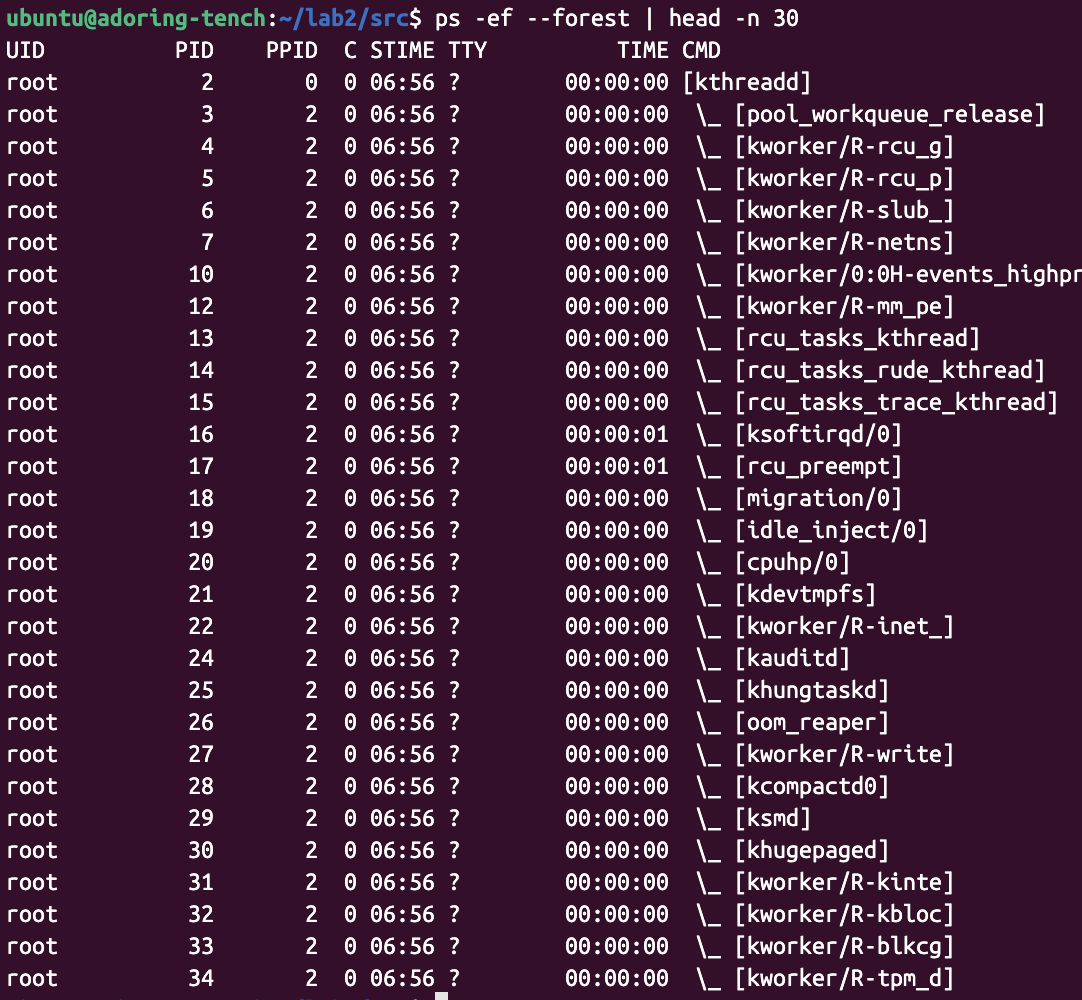 ubuntu@adoring-tench:~/lab2/src$ ps -ef --forest | head -n 30
UID          PID    PPID  C STIME TTY          TIME CMD
root           2       0  0 06:56 ?        00:00:00 [kthreadd]
root           3       2  0 06:56 ?        00:00:00  \_ [pool_workqueue_release]
root           4       2  0 06:56 ?        00:00:00  \_ [kworker/R-rcu_g]
root           5       2  0 06:56 ?        00:00:00  \_ [kworker/R-rcu_p]
root           6       2  0 06:56 ?        00:00:00  \_ [kworker/R-slub_]
root           7       2  0 06:56 ?        00:00:00  \_ [kworker/R-netns]
root          10       2  0 06:56 ?        00:00:00  \_ [kworker/0:0H-events_highpr
root          12       2  0 06:56 ?        00:00:00  \_ [kworker/R-mm_pe]
root          13       2  0 06:56 ?        00:00:00  \_ [rcu_tasks_kthread]
root          14       2  0 06:56 ?        00:00:00  \_ [rcu_tasks_rude_kthread]
root          15       2  0 06:56 ?        00:00:00  \_ [rcu_tasks_trace_kthread]
root          16       2  0 06:56 ?        00:00:01  \_ [ksoftirqd/0]
root          17       2  0 06:56 ?        00:00:01  \_ [rcu_preempt]
root          18       2  0 06:56 ?        00:00:00  \_ [migration/0]
root          19       2  0 06:56 ?        00:00:00  \_ [idle_inject/0]
root          20       2  0 06:56 ?        00:00:00  \_ [cpuhp/0]
root          21       2  0 06:56 ?        00:00:00  \_ [kdevtmpfs]
root          22       2  0 06:56 ?        00:00:00  \_ [kworker/R-inet_]
root          24       2  0 06:56 ?        00:00:00  \_ [kauditd]
root          25       2  0 06:56 ?        00:00:00  \_ [khungtaskd]
root          26       2  0 06:56 ?        00:00:00  \_ [oom_reaper]
root          27       2  0 06:56 ?        00:00:00  \_ [kworker/R-write]
root          28       2  0 06:56 ?        00:00:00  \_ [kcompactd0]
root          29       2  0 06:56 ?        00:00:00  \_ [ksmd]
root          30       2  0 06:56 ?        00:00:00  \_ [khugepaged]
root          31       2  0 06:56 ?        00:00:00  \_ [kworker/R-kinte]
root          32       2  0 06:56 ?        00:00:00  \_ [kworker/R-kbloc]
root          33       2  0 06:56 ?        00:00:00  \_ [kworker/R-blkcg]
root          34       2  0 06:56 ?        00:00:00  \_ [kworker/R-tpm_d]